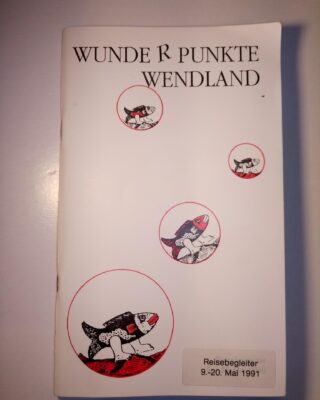 WUNDE R PUNKTE
WENDLAND
Reisebegleiter
9.-20. Mai 1991